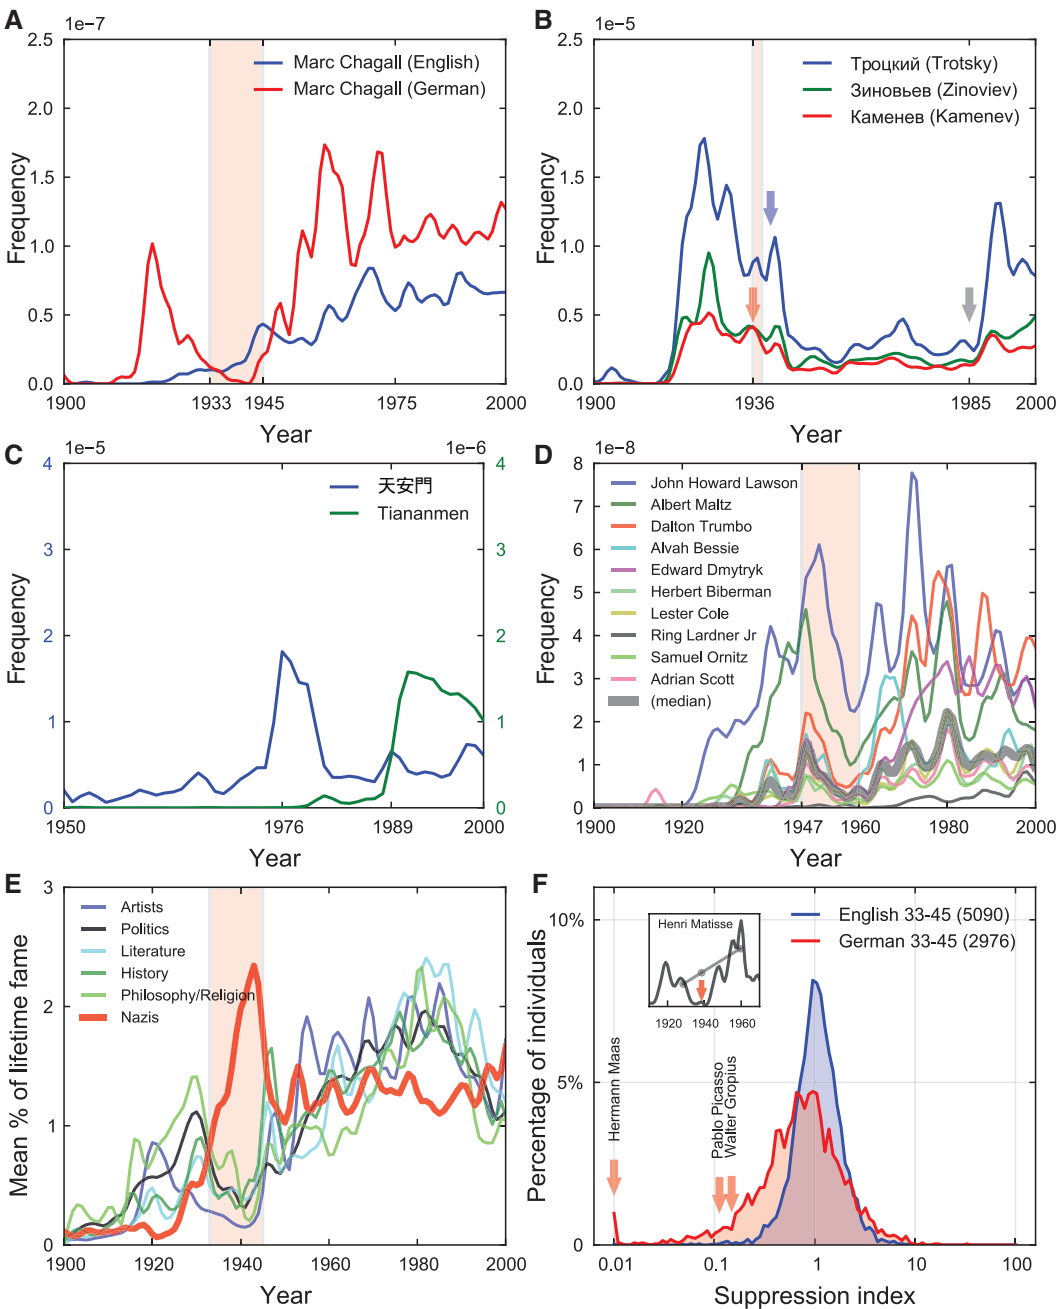 A
1e−7
2.5
2.0
1.5
1.0
0.5
0.0
Frequency
Marc Chagall (English)
Marc Chagall (German)
1900
1933
1945
1975
2000
Year
B
1e−5
2.5
2.0
1.5
1.0
0.5
0.0
Frequency
Троцкий (Trotsky)
Зиновьев (Zinoviev)
Каменев (Kamenev)
1900
1936
1985
2000
Year
C
1e−5
1e−6
4
3
2
1
0
Frequency
天安門
Tiananmen
4
3
2
1
0
1950
1976
1989
2000
Year
D
1e−8
8
7
6
5
4
3
2
1
0
Frequency
John Howard Lawson
Albert Maltz
Dalton Trumbo
Alvah Bessie
Edward Dmytryk
Herbert Biberman
Lester Cole
Ring Lardner Jr
Samuel Ornitz
Adrian Scott
(median)
1900
1920
1947
1960
1980
2000
Year
E
3
2
1
0
Mean % of lifetime fame
Artists
Politics
Literature
History
Philosophy/Religion
Nazis
1900
1920
1940
1960
1980
2000
Year
F
10%
5%
0
Percentage of individuals
Henri Matisse
1920
1940
1960
English 33-45 (5090)
German 33-45 (2976)
Hermann Maas
Pablo Picasso
Walter Gropius
0.01
0.1
1
10
100
Suppression index